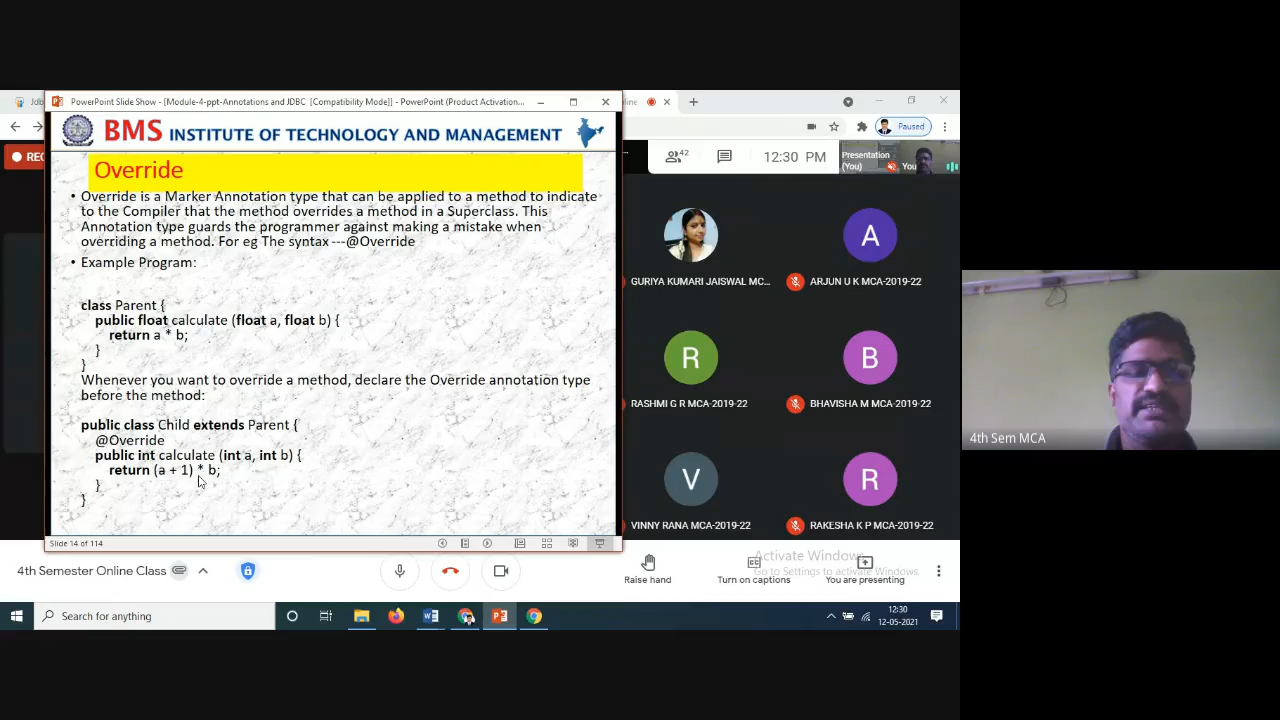 PowerPoint Slide Show - [Module-4-ppt-Annotations and JDBC [Compatibility Mode]] - PowerPoint (Product Activation...
Paused
BMS INSTITUTE OF TECHNOLOGY AND MANAGEMENT
REC
42
12:30 PM
Presentation
(You)
You
Override
• Override is a Marker Annotation type that can be applied to a method to indicate
to the Compiler that the method overrides a method in a Superclass. This
Annotation type guards the programmer against making a mistake when
overriding a method. For eg The syntax ---@Override
• Example Program:
class Parent {
public float calculate (float a, float b) {
return a * b;
}
}
Whenever you want to override a method, declare the Override annotation type
before the method:
public class Child extends Parent {
@Override
public int calculate (int a, int b) {
return (a + 1) * b;
}
}
Slide 14 of 114
GURIYA KUMARI JAISWAL MC...
A
ARJUN U K MCA-2019-22
R
RASHMI G R MCA-2019-22
B
BHAVISHA M MCA-2019-22
V
VINNY RANA MCA-2019-22
R
RAKESHA K P MCA-2019-22
4th Sem MCA
4th Semester Online Class
Raise hand
Turn on captions
You are presenting
Activate Windows
Go to Settings to activate Windows.
Search for anything
12:30
12-05-2021